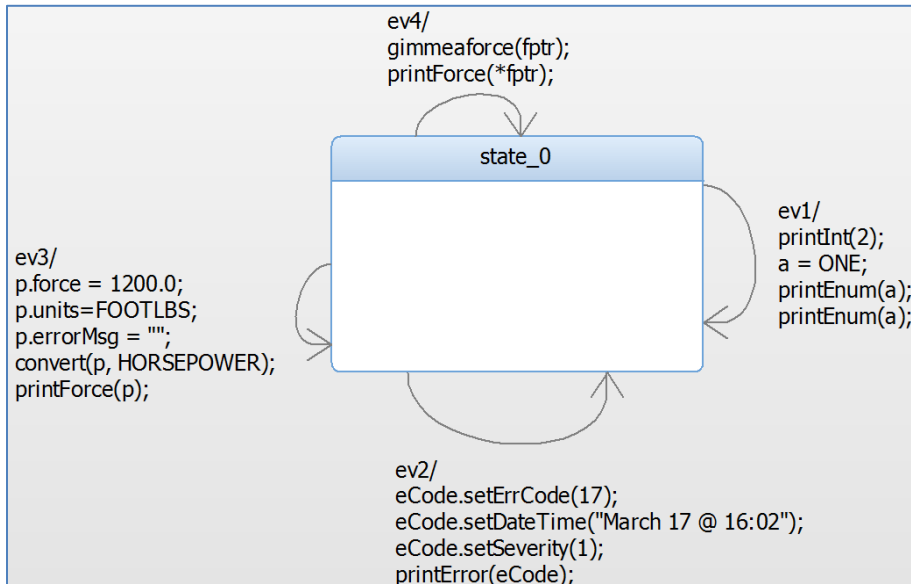 ev4/
gimmeaforce(fptr);
printForce(*fptr);
state_0
ev1/
printInt(2);
a = ONE;
printEnum(a);
printEnum(a);
ev3/
p.force = 1200.0;
p.units=FOOTLBS;
p.errorMsg = "";
convert(p, HORSEPOWER);
printForce(p);
ev2/
eCode.setErrCode(17);
eCode.setDateTime("March 17 @ 16:02");
eCode.setSeverity(1);
printError(eCode);